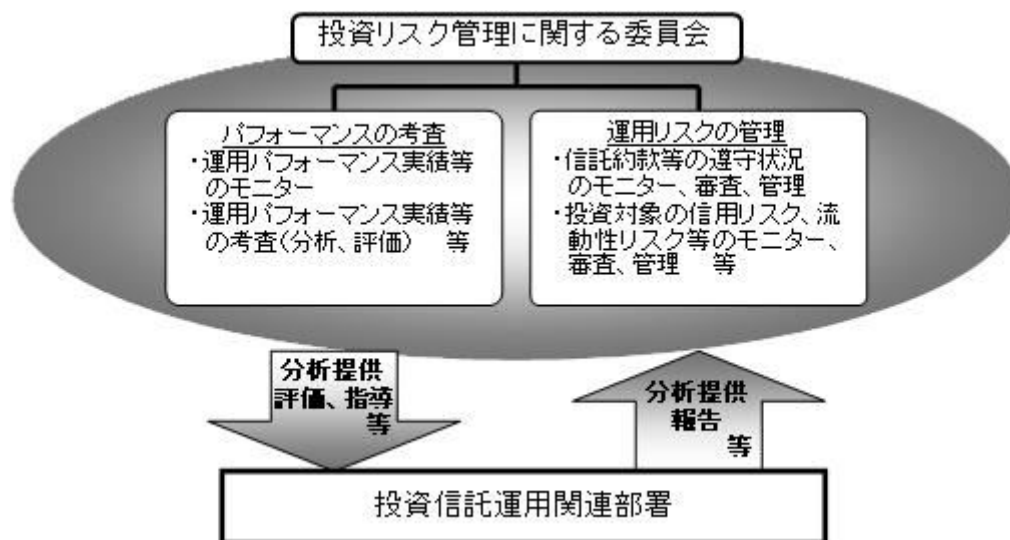 投資リスク管理に関する委員会
パフォーマンスの考査
・運用パフォーマンス実績等
のモニター
・運用パフォーマンス実績等
の考査(分析、評価) 等
運用リスクの管理
・信託約款等の遵守状況
のモニター、審査、管理
・投資対象の信用リスク、流
動性リスク等のモニター、
審査、管理 等
分析提供
評価、指導
等
分析提供
報告
等
投資信託運用関連部署